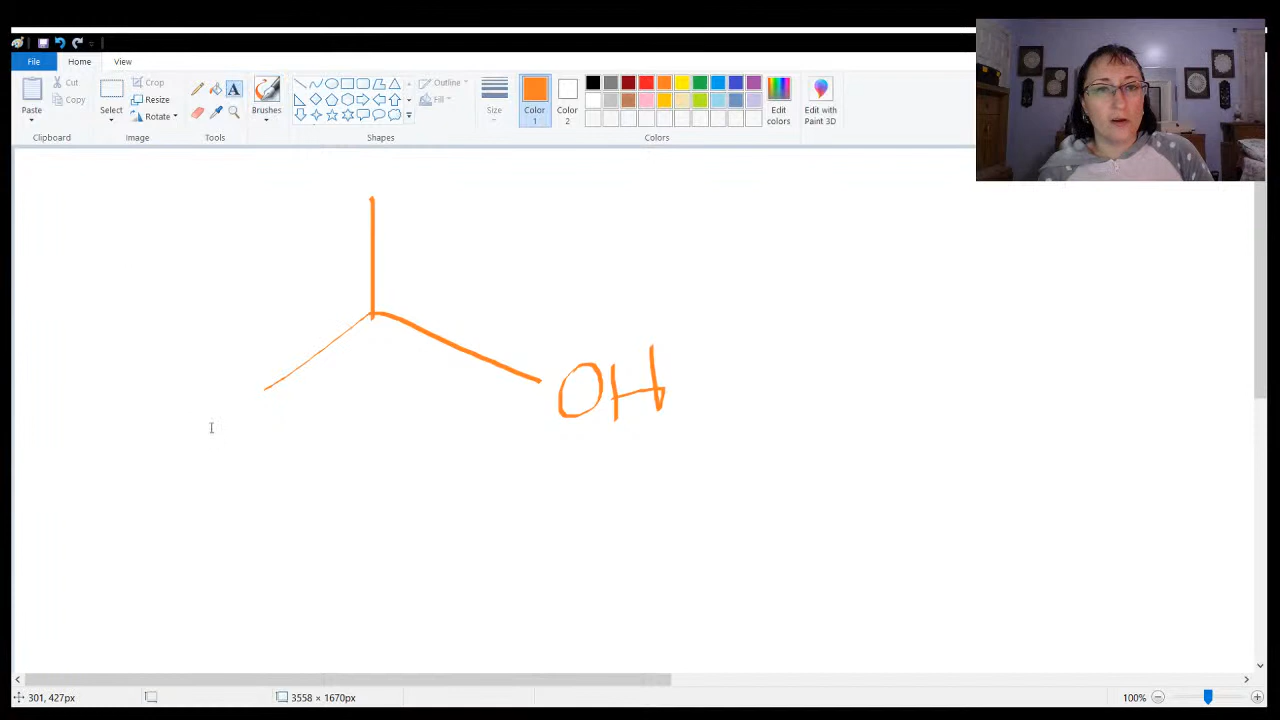 File Home View
Cut Crop Outline
Copy Resize Fill
Paste Select Rotate A Brushes Size Color 1 Color 2 Edit colors Edit with Paint 3D
Clipboard Image Tools Shapes Colors
OH
301, 427px 3558 × 1670px 100%